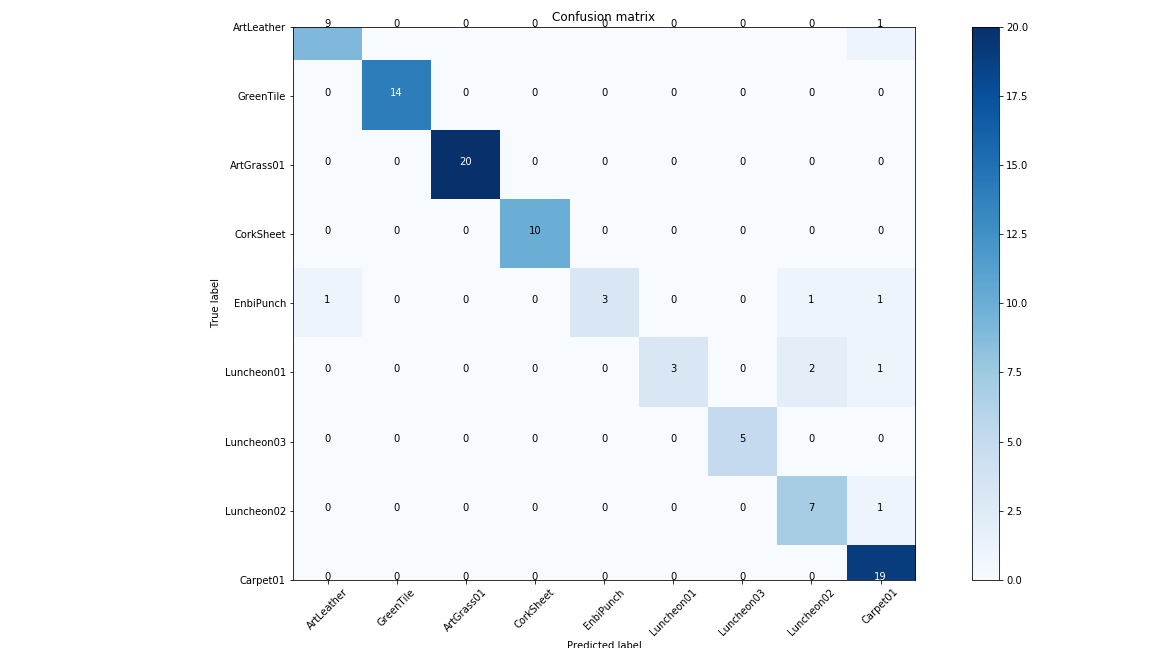 Confusion matrix
ArtLeather 9 0 0 0 0 0 0 0 1
GreenTile 0 14 0 0 0 0 0 0 0
ArtGrass01 0 0 20 0 0 0 0 0 0
CorkSheet 0 0 0 10 0 0 0 0 0
EnbiPunch 1 0 0 0 3 0 0 1 1
Luncheon01 0 0 0 0 0 3 0 2 1
Luncheon03 0 0 0 0 0 0 5 0 0
Luncheon02 0 0 0 0 0 0 0 7 1
Carpet01 0 0 0 0 0 0 0 0 19
True label
ArtLeather GreenTile ArtGrass01 CorkSheet EnbiPunch Luncheon01 Luncheon03 Luncheon02 Carpet01
Predicted label
20.0
17.5
15.0
12.5
10.0
7.5
5.0
2.5
0.0